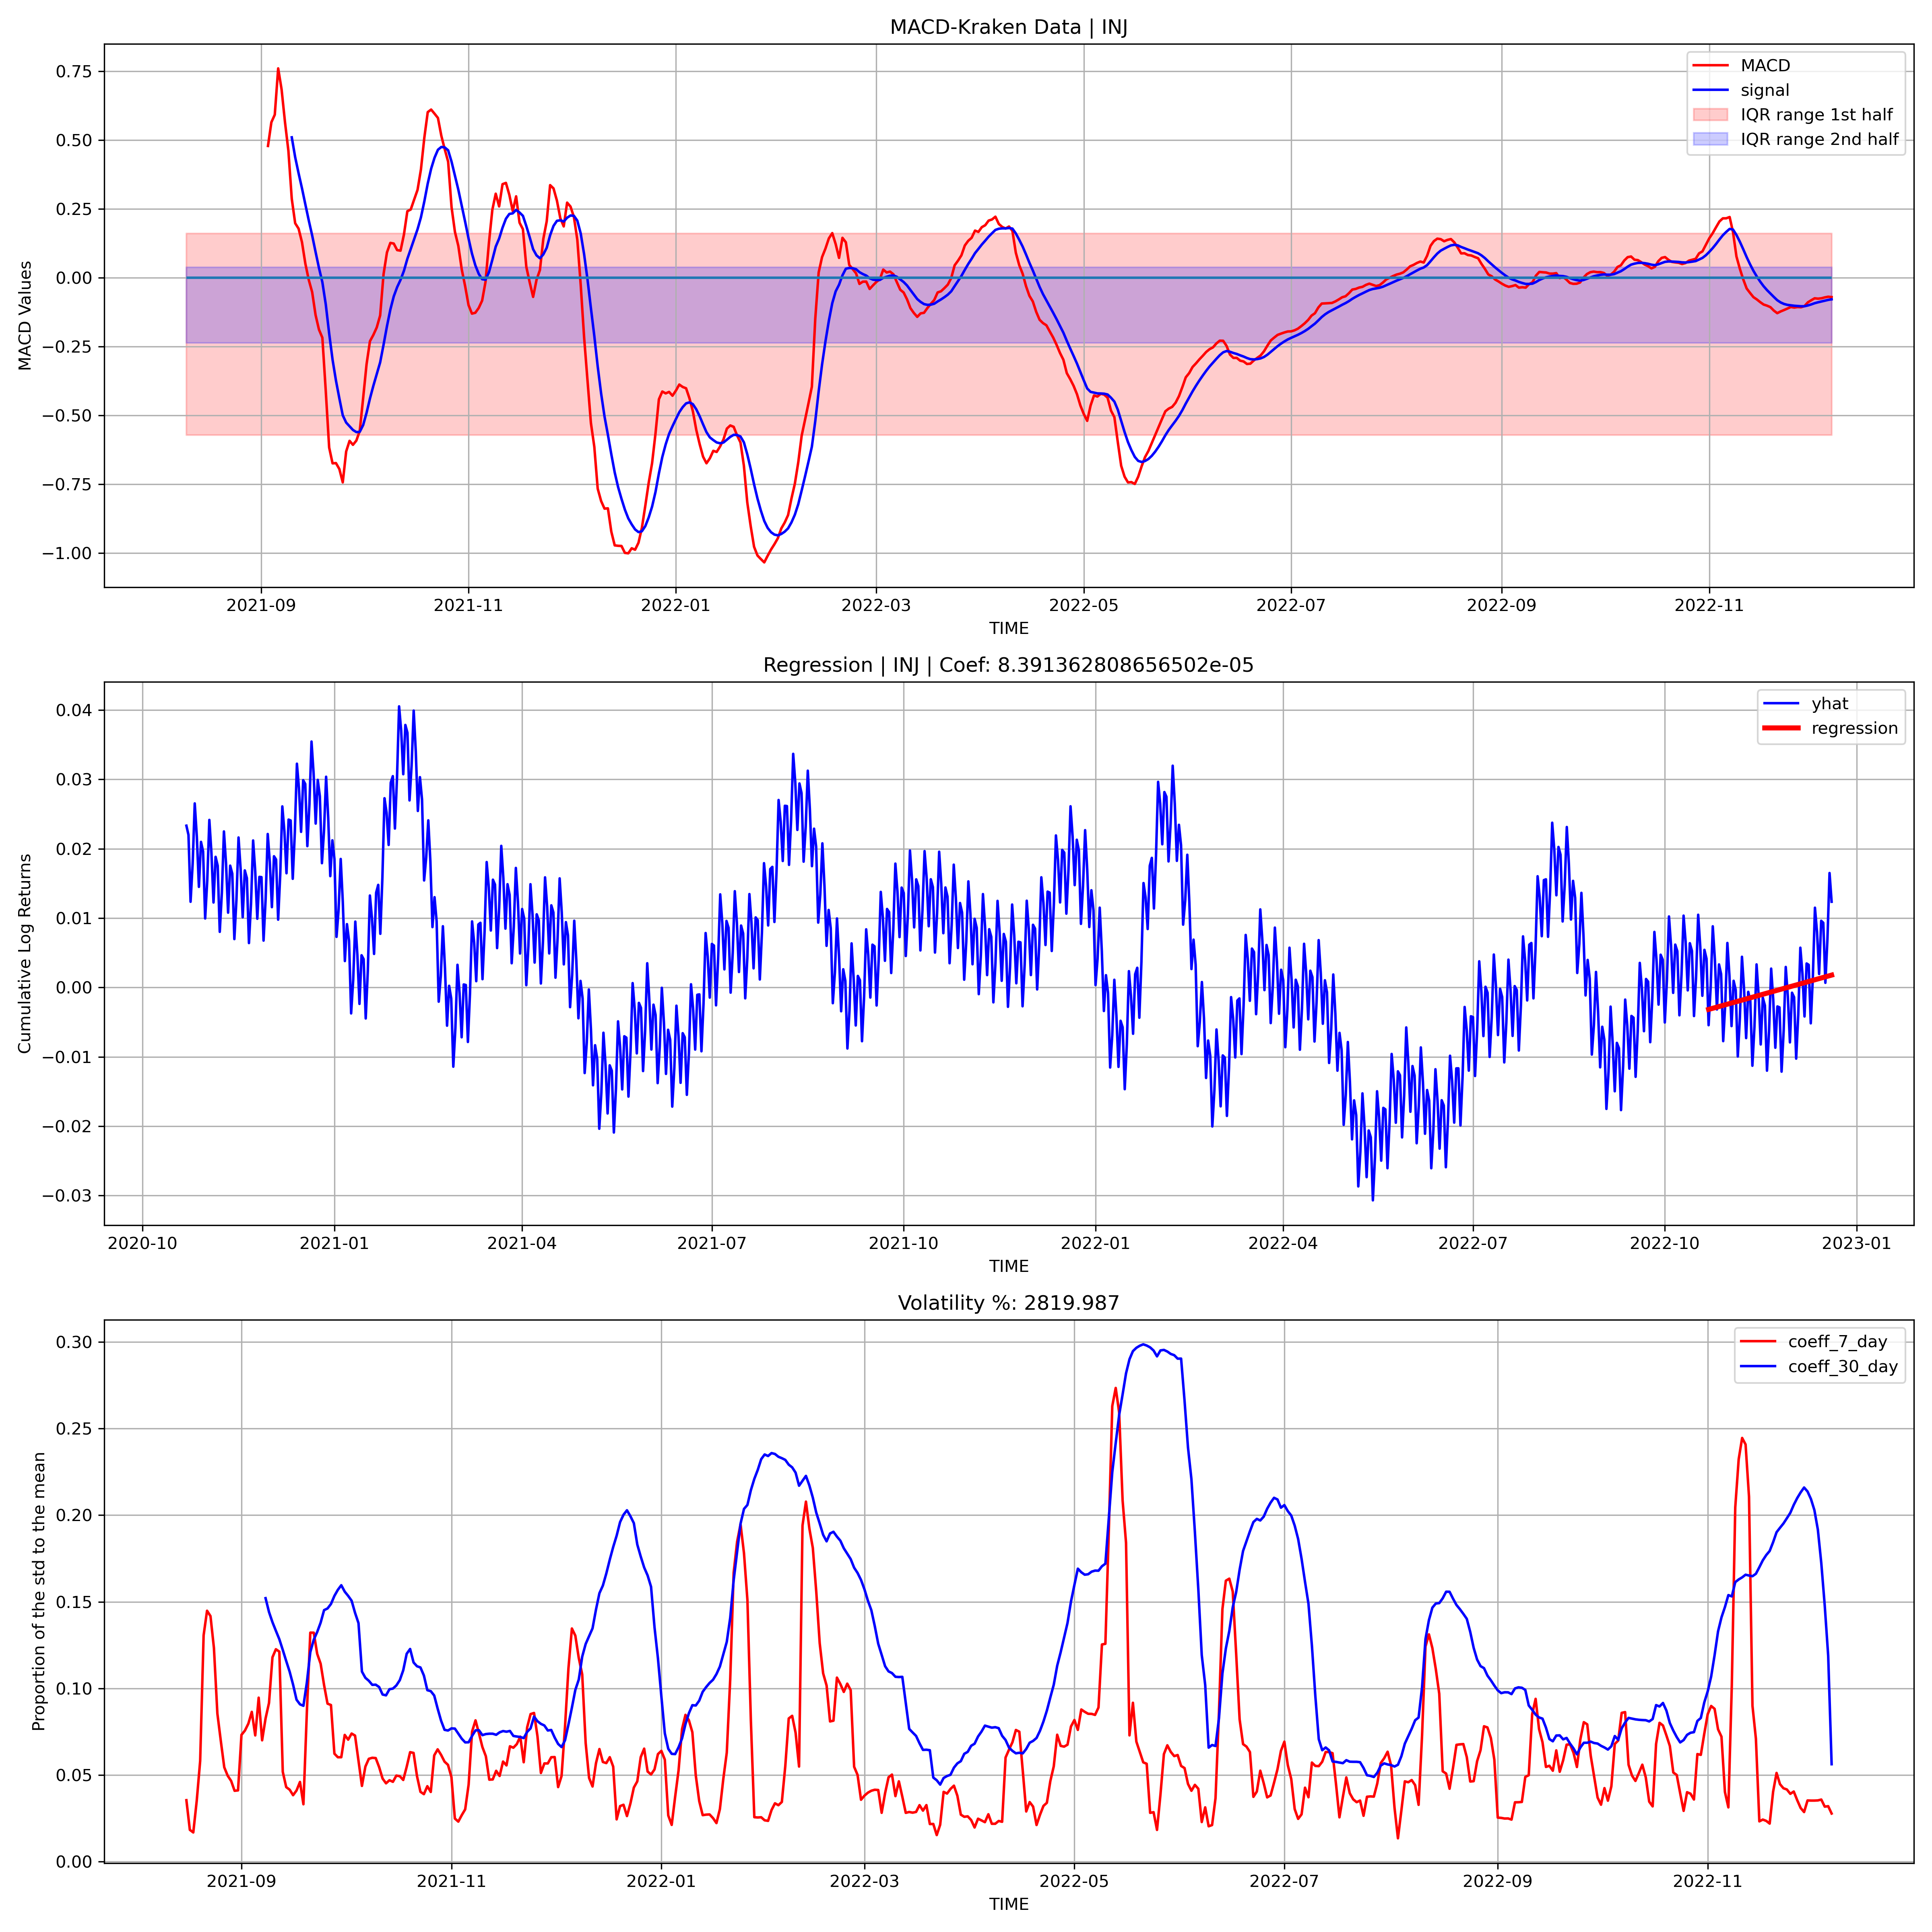 MACD-Kraken Data | INJ
MACD Values
0.75
0.50
0.25
0.00
−0.25
−0.50
−0.75
−1.00
MACD
signal
IQR range 1st half
IQR range 2nd half
2021-09 2021-11 2022-01 2022-03 2022-05 2022-07 2022-09 2022-11
TIME
Regression | INJ | Coef: 8.391362808656502e-05
Cumulative Log Returns
0.04
0.03
0.02
0.01
0.00
−0.01
−0.02
−0.03
yhat
regression
2020-10 2021-01 2021-04 2021-07 2021-10 2022-01 2022-04 2022-07 2022-10 2023-01
TIME
Volatility %: 2819.987
Proportion of the std to the mean
0.30
0.25
0.20
0.15
0.10
0.05
0.00
coeff_7_day
coeff_30_day
2021-09 2021-11 2022-01 2022-03 2022-05 2022-07 2022-09 2022-11
TIME